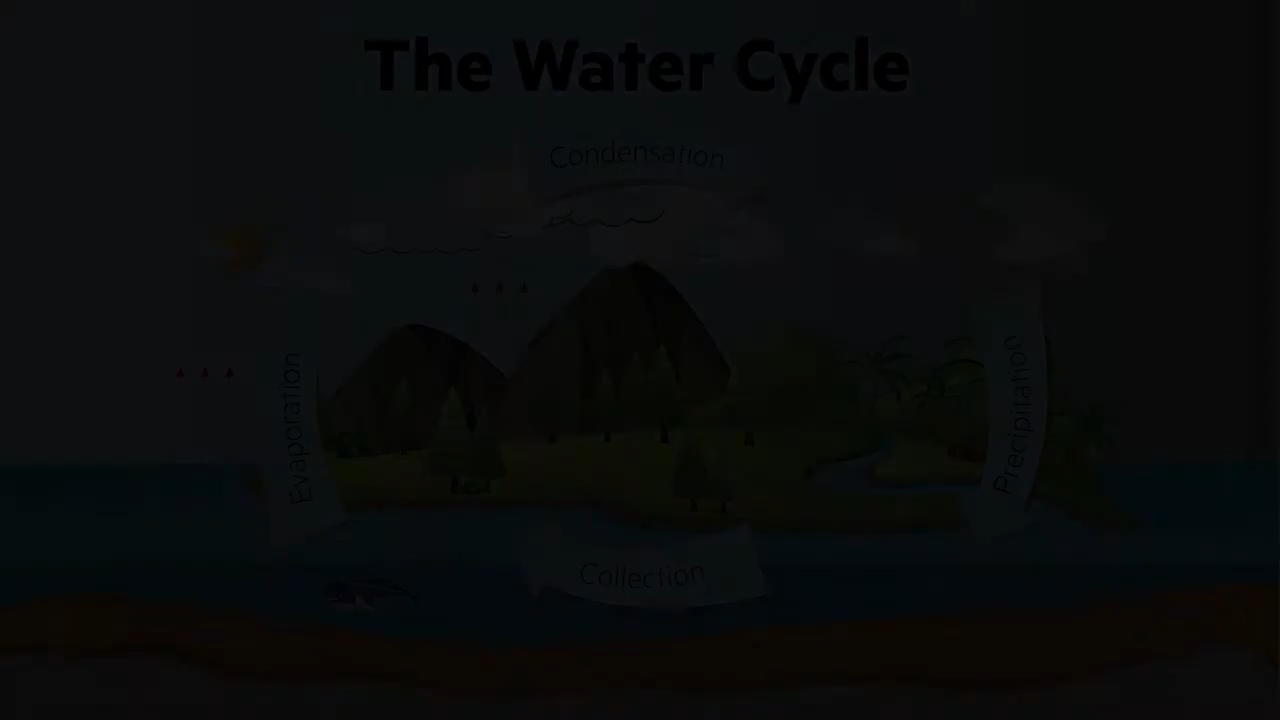 The Water Cycle
Condensation
Evaporation
Precipitation
Collection